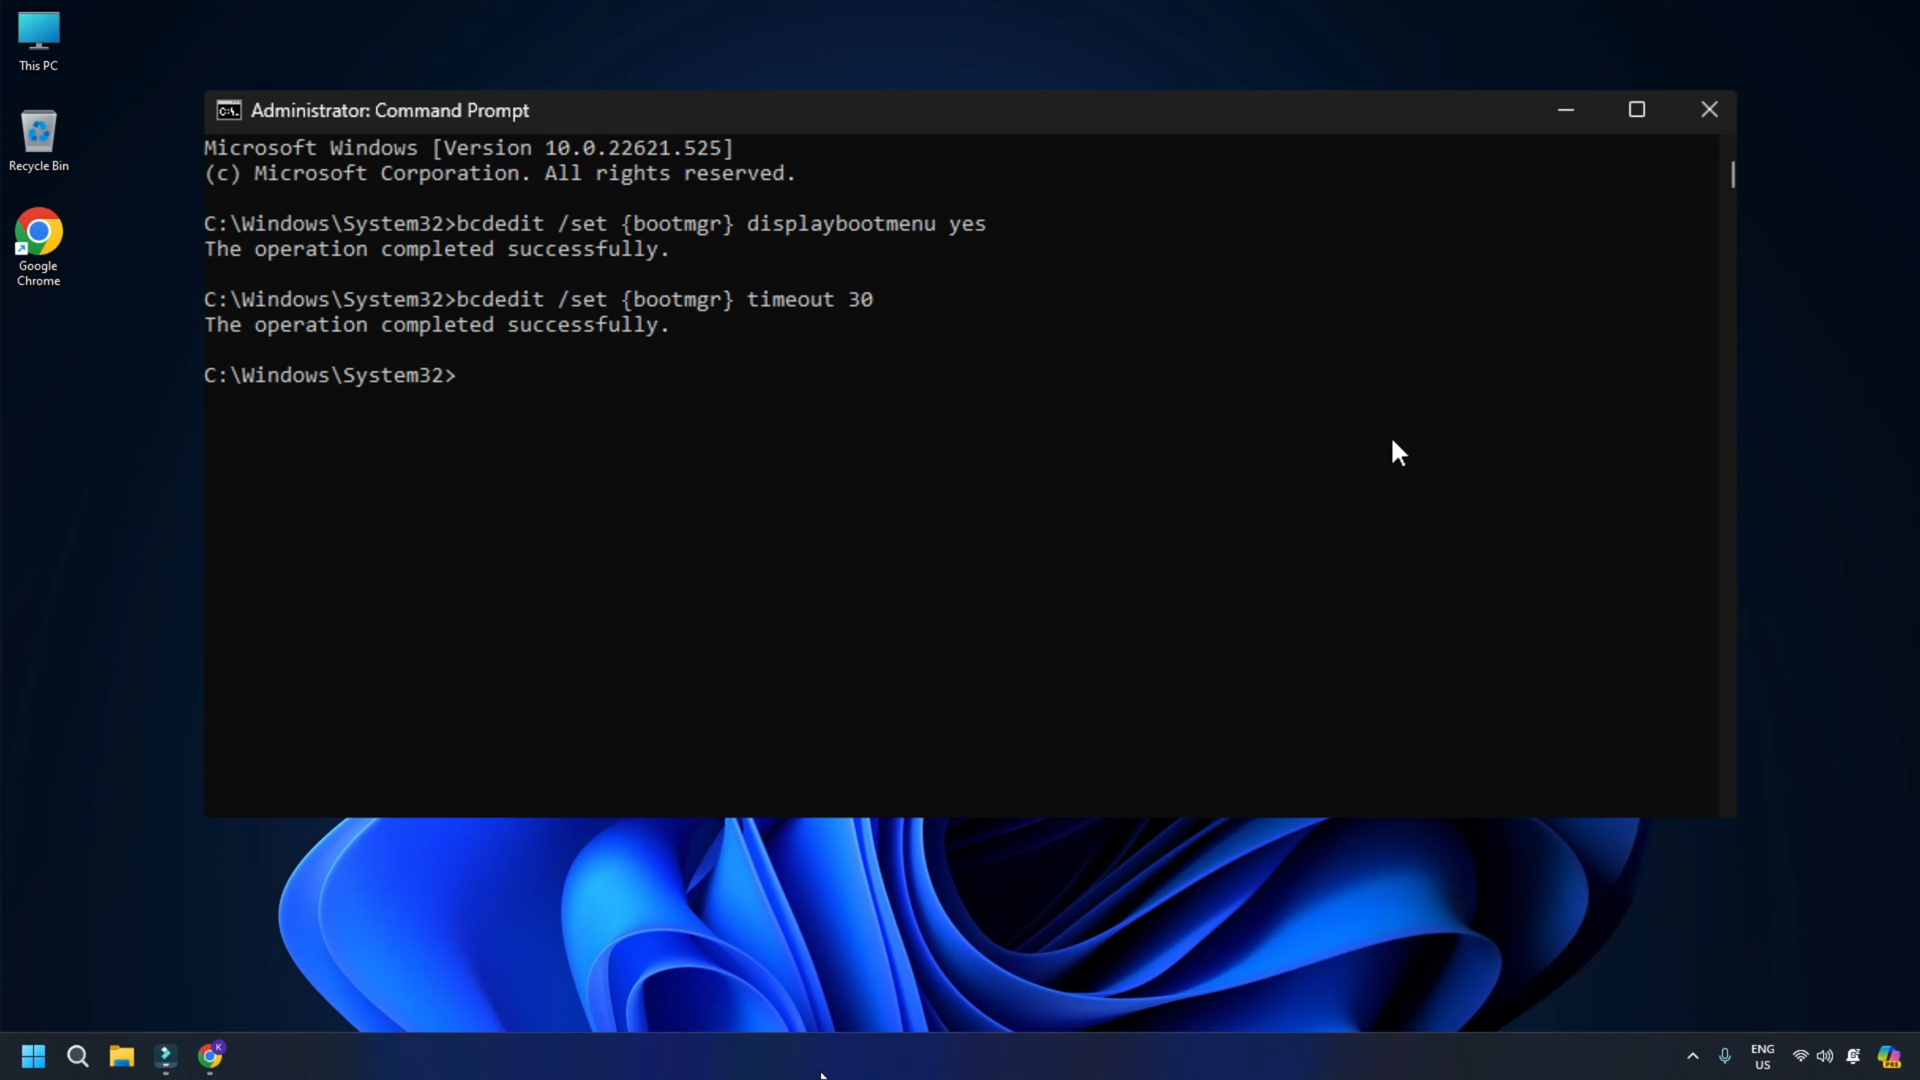 This PC
Recycle Bin
Google
Chrome
Administrator: Command Prompt
Microsoft Windows [Version 10.0.22621.525]
(c) Microsoft Corporation. All rights reserved.
C:\Windows\System32>bcdedit /set {bootmgr} displaybootmenu yes
The operation completed successfully.
C:\Windows\System32>bcdedit /set {bootmgr} timeout 30
The operation completed successfully.
C:\Windows\System32>
K
ENG
US
PRE